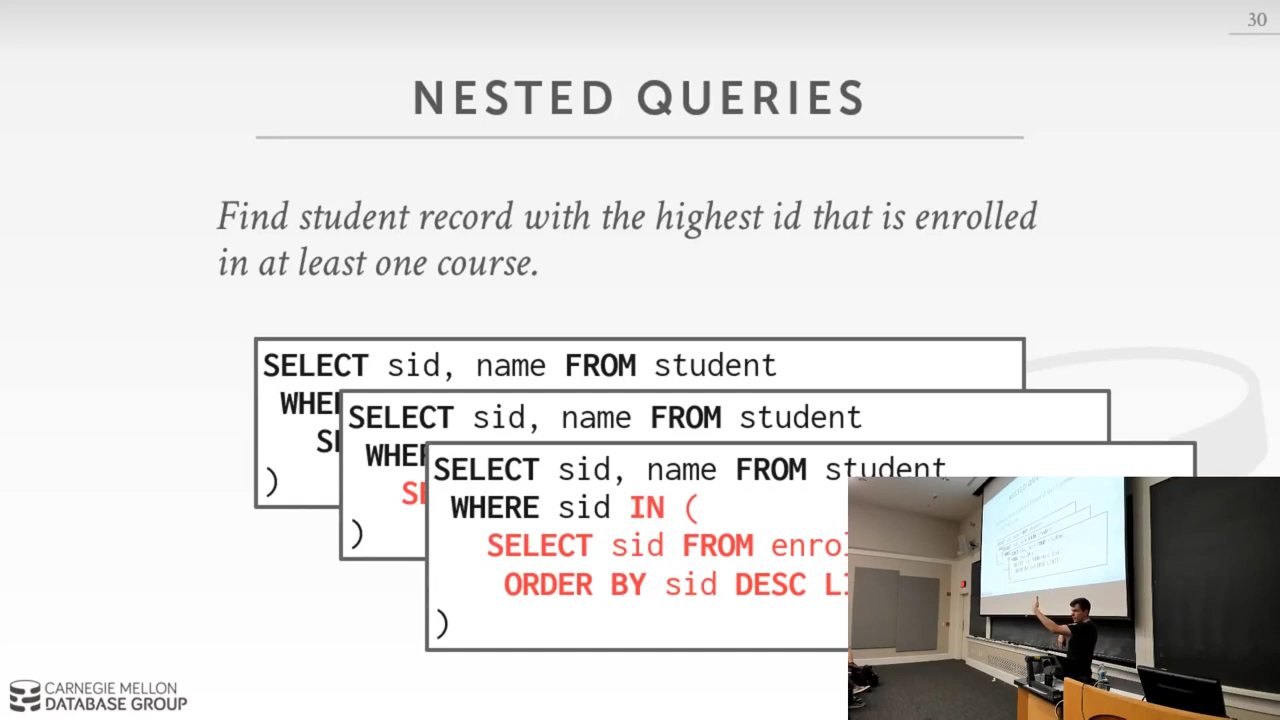 30
NESTED QUERIES
Find student record with the highest id that is enrolled
in at least one course.
SELECT sid, name FROM student
WHE
S
)
SELECT sid, name FROM student
WHER
S
)
SELECT sid, name FROM student
WHERE sid IN (
SELECT sid FROM enrol
ORDER BY sid DESC L
)
CARNEGIE MELLON
DATABASE GROUP